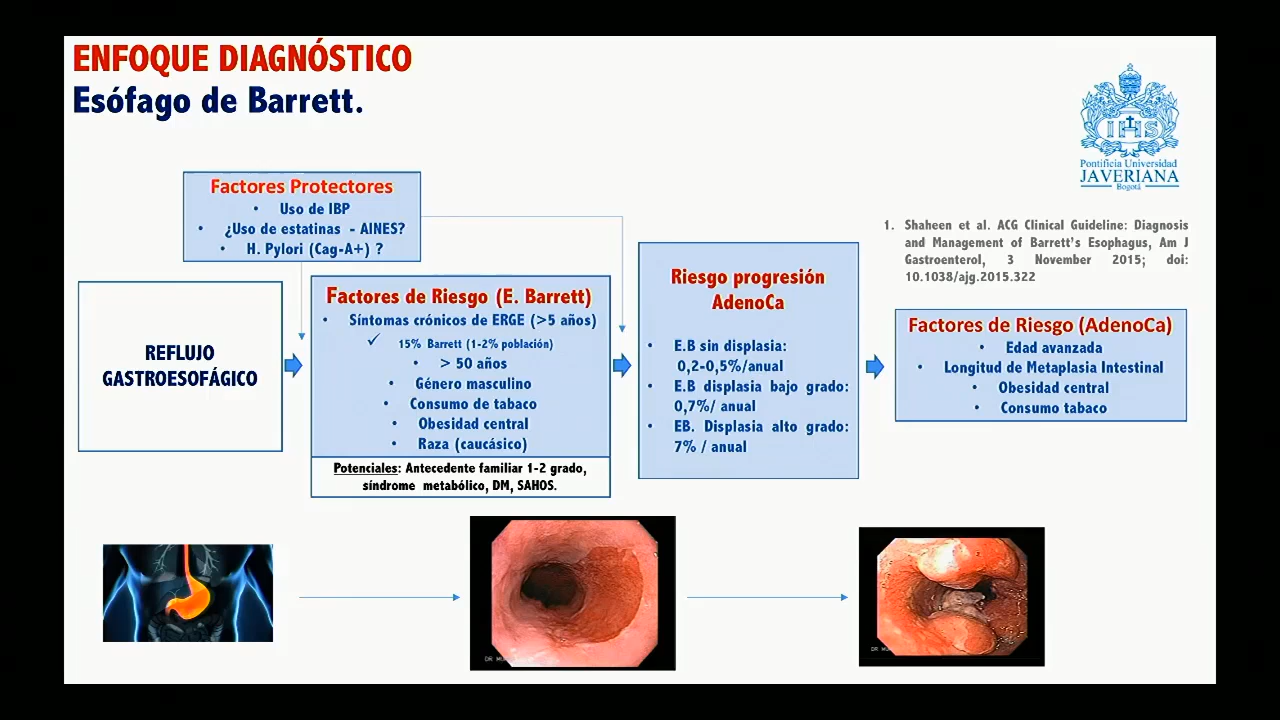 ENFOQUE DIAGNÓSTICO
Esófago de Barrett.
IHS
Pontificia Universidad
JAVERIANA
Bogotá
Factores Protectores
• Uso de IBP
• ¿Uso de estatinas - AINES?
• H. Pylori (Cag-A+) ?
1. Shaheen et al. ACG Clinical Guideline: Diagnosis
and Management of Barrett's Esophagus, Am J
Gastroenterol, 3 November 2015; doi:
10.1038/ajg.2015.322
REFLUJO
GASTROESOFÁGICO
Factores de Riesgo (E. Barrett)
• Síntomas crónicos de ERGE (>5 años)
✓ 15% Barrett (1-2% población)
• > 50 años
• Género masculino
• Consumo de tabaco
• Obesidad central
• Raza (caucásico)
Potenciales: Antecedente familiar 1-2 grado,
síndrome metabólico, DM, SAHOS.
Riesgo progresión
AdenoCa
• E.B sin displasia:
0,2-0,5%/anual
• E.B displasia bajo grado:
0,7%/ anual
• EB. Displasia alto grado:
7% / anual
Factores de Riesgo (AdenoCa)
• Edad avanzada
• Longitud de Metaplasia Intestinal
• Obesidad central
• Consumo tabaco
DR
DR